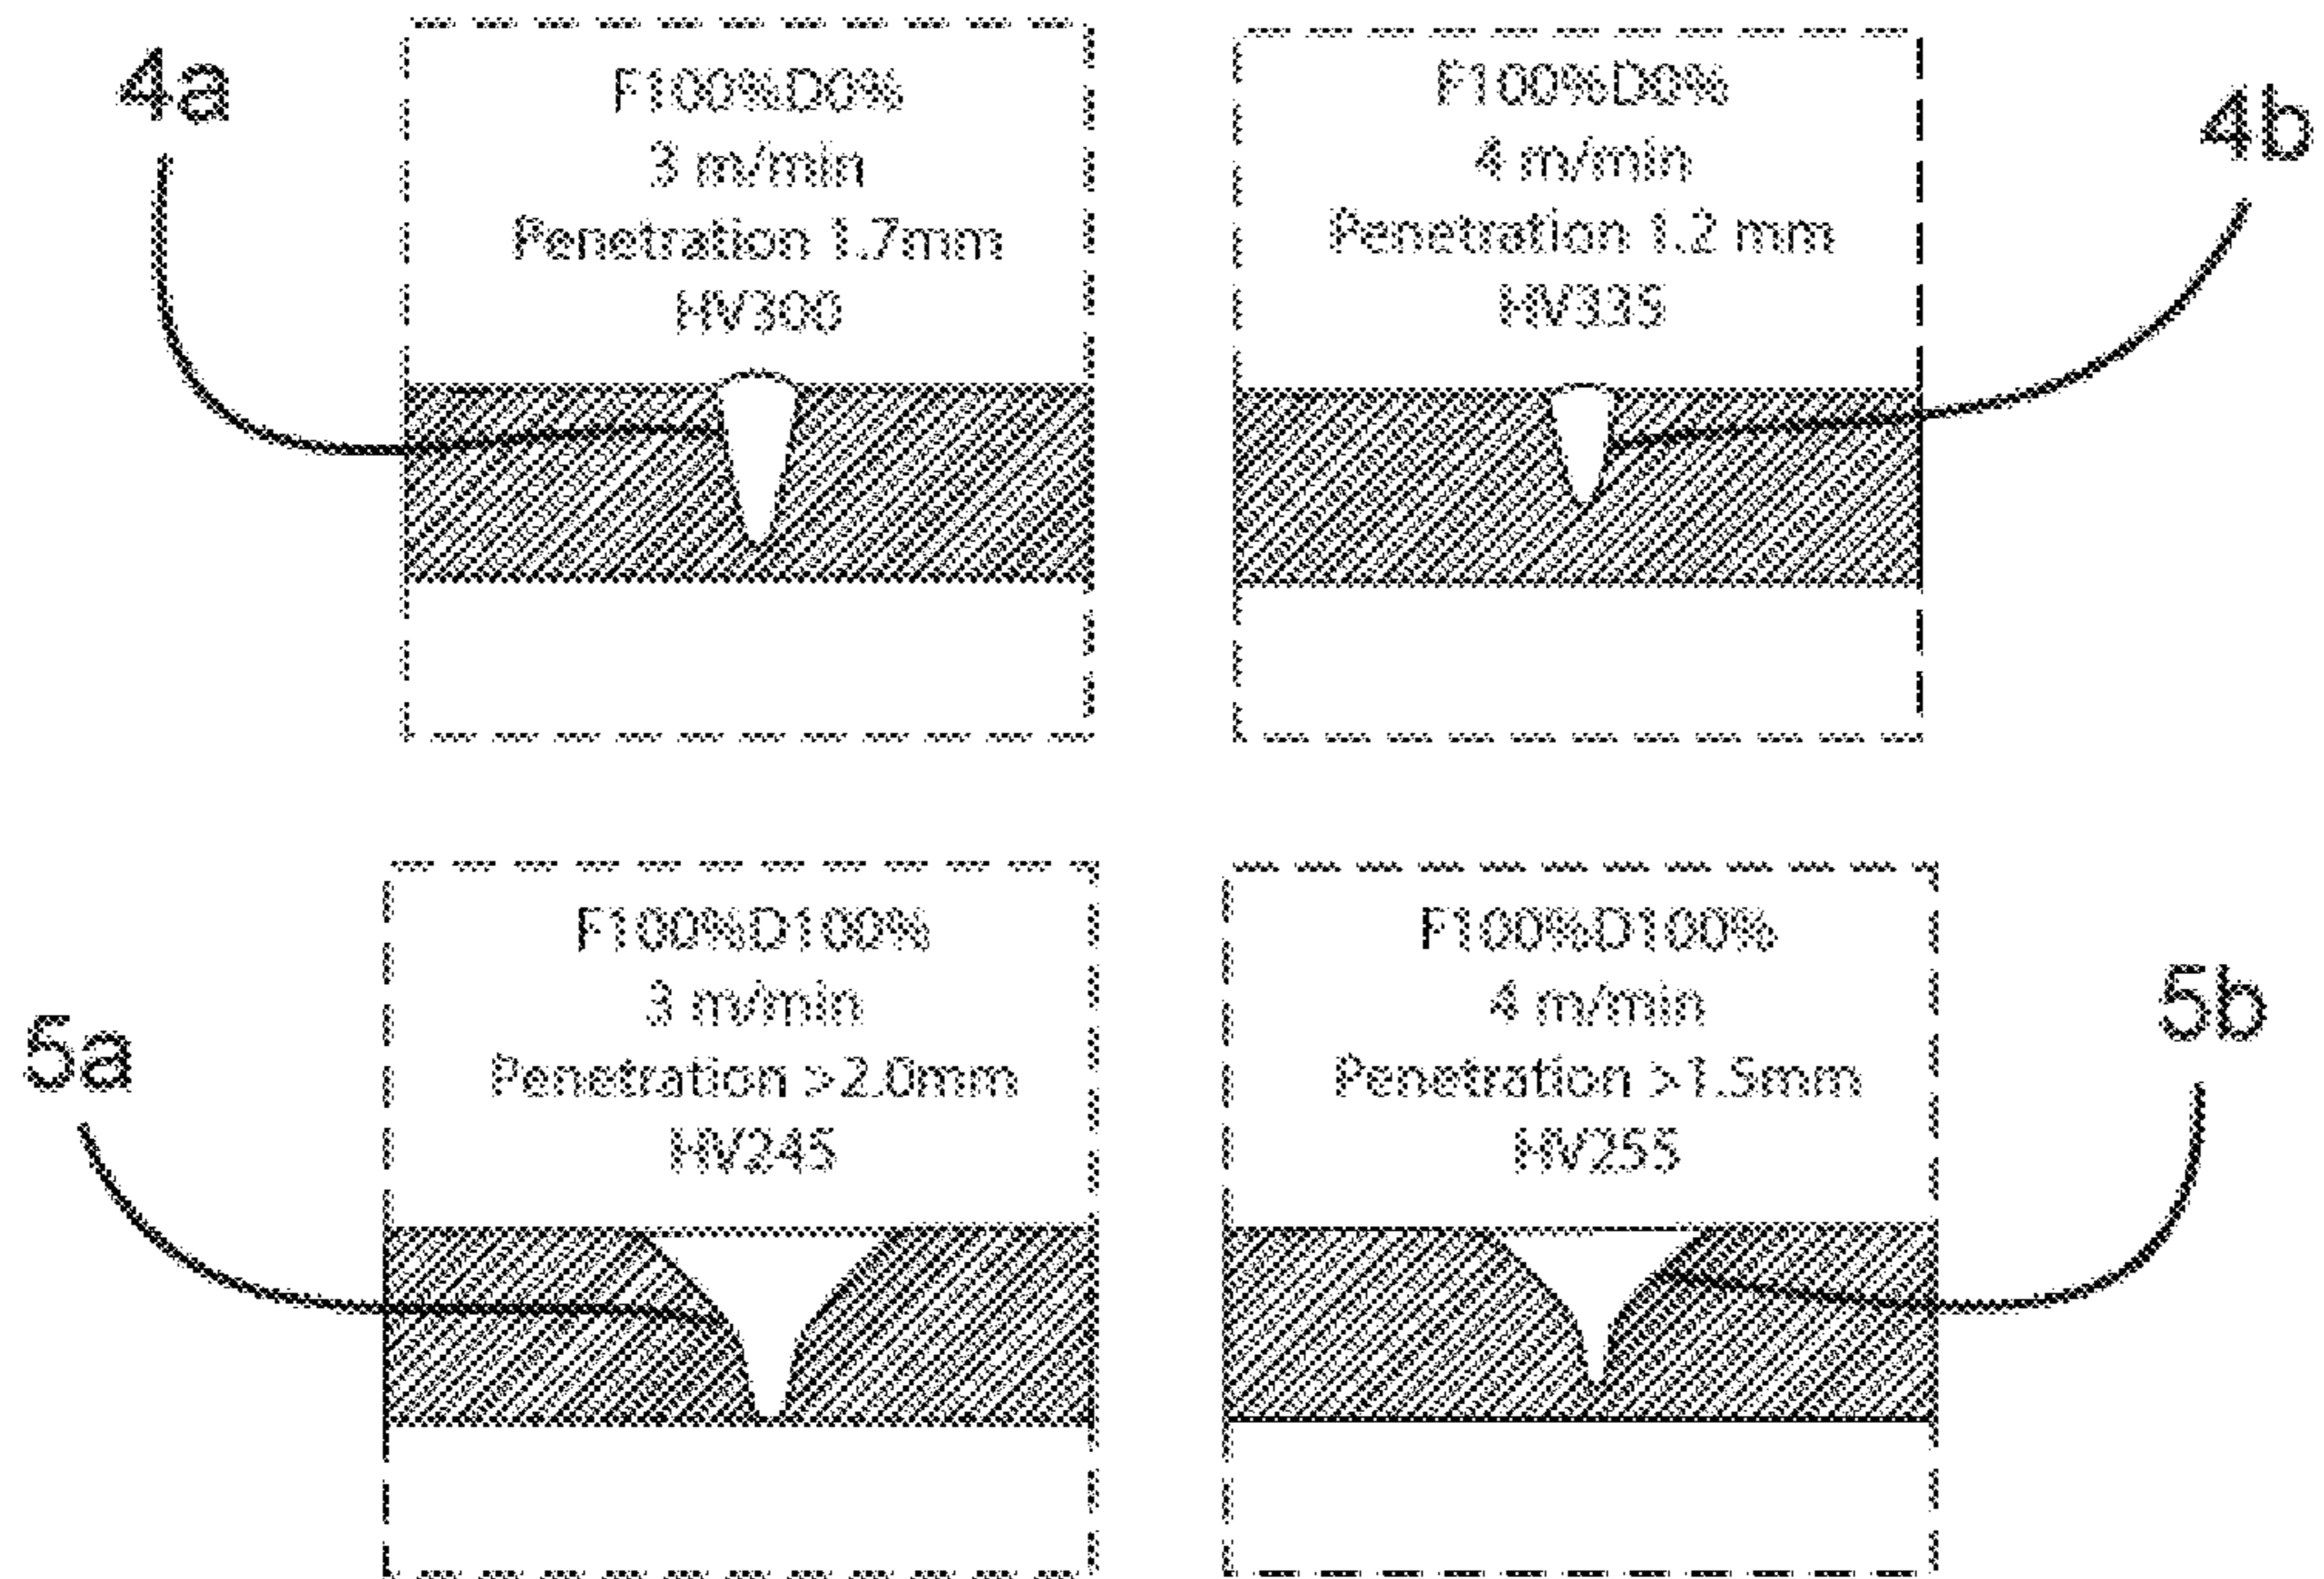 4a
F100%D0%
3 m/min
Penetration 1.7mm
HV300
F100%D0%
4 m/min
Penetration 1.2 mm
HV335
4b
5a
F100%D100%
3 m/min
Penetration >2.0mm
HV245
F100%D100%
4 m/min
Penetration >1.5mm
HV255
5b